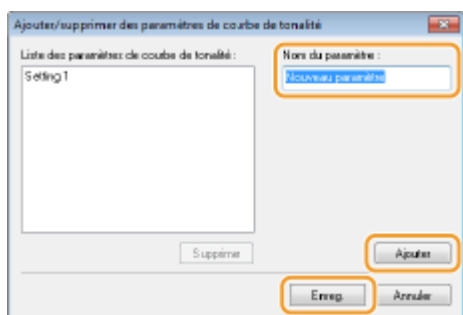 Ajouter/supprimer des paramètres de courbe de tonalité
Liste des paramètres de courbe de tonalité :
Nom du paramètre :
Setting 1
Nouveau paramètre
Supprimer
Ajouter
Enreg.
Annuler